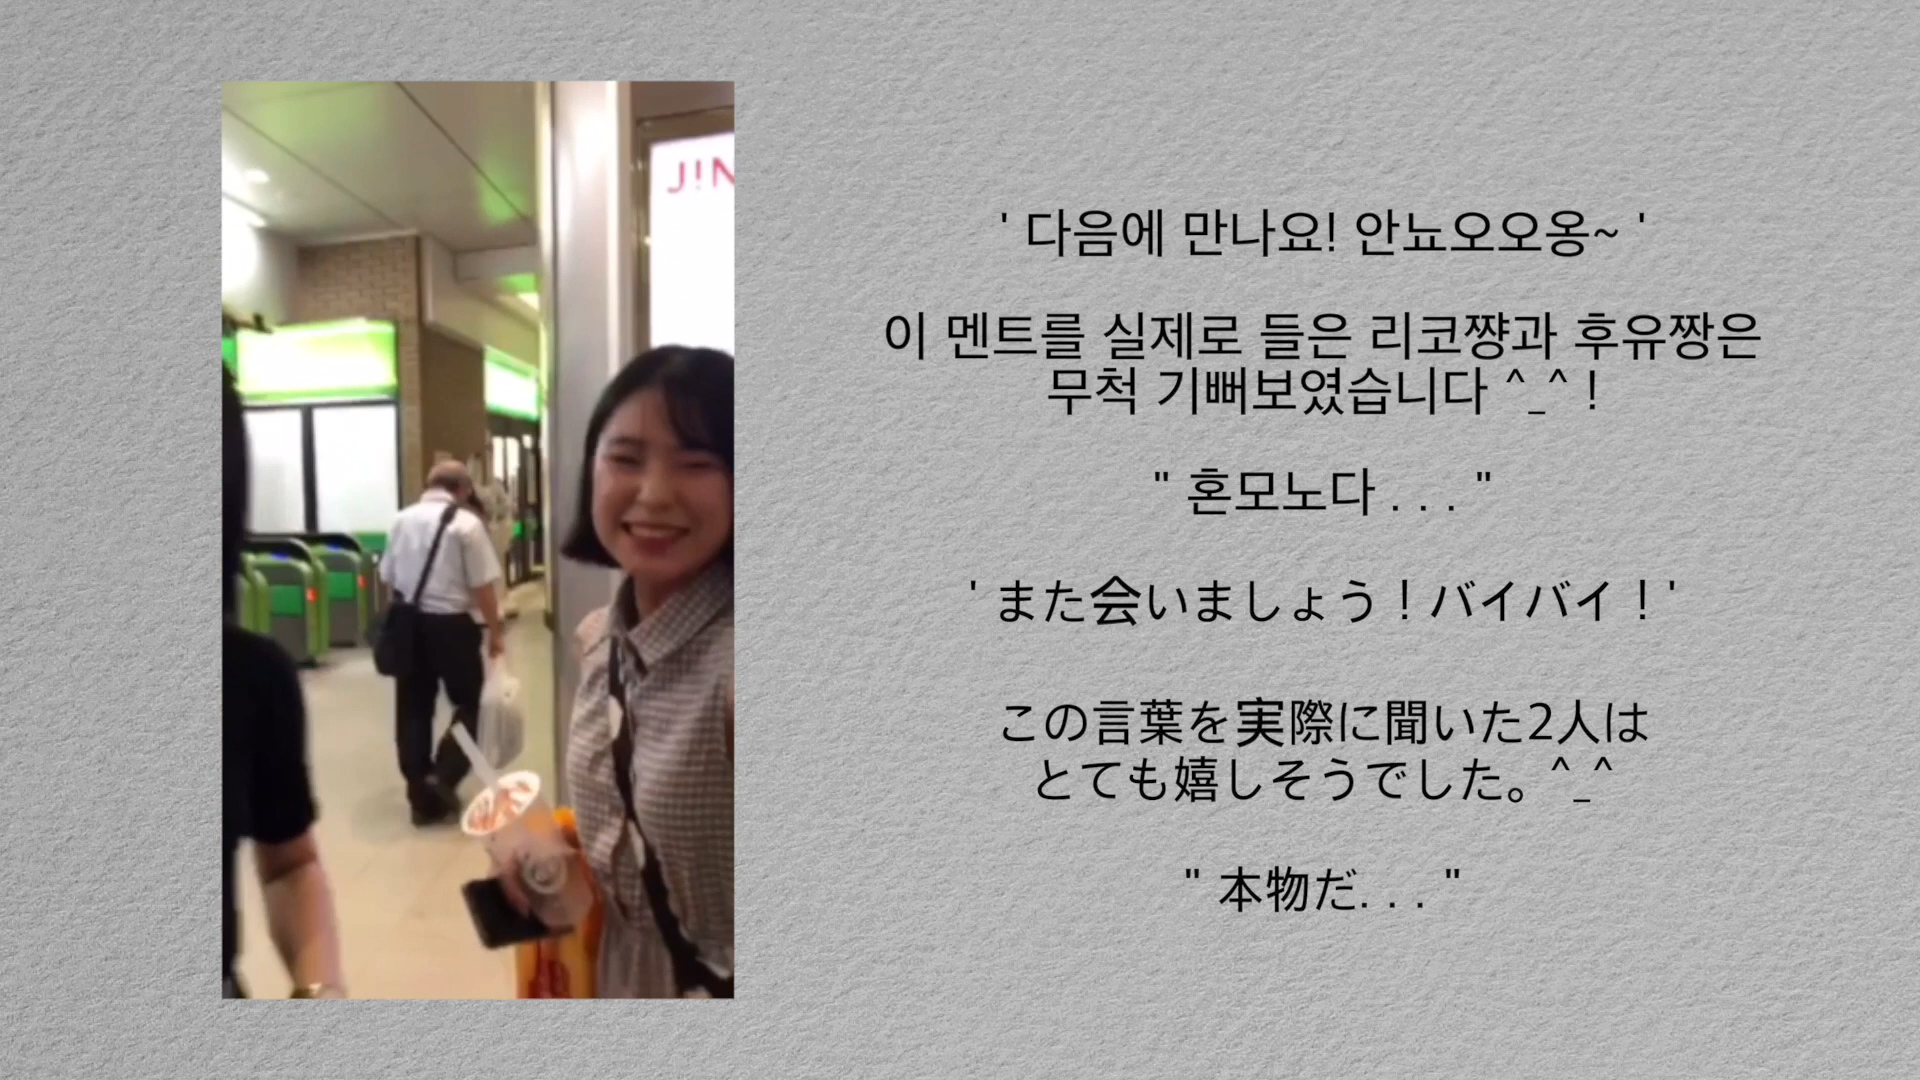 J!N
' 다음에 만나요! 안뇨오오옹~ '
이 멘트를 실제로 들은 리코쨩과 후유짱은
무척 기뻐보였습니다 ^_^ !
" 혼모노다 . . . "
' また会いましょう！バイバイ！'
この言葉を実際に聞いた2人は
とても嬉しそうでした。^_^
" 本物だ. . . "